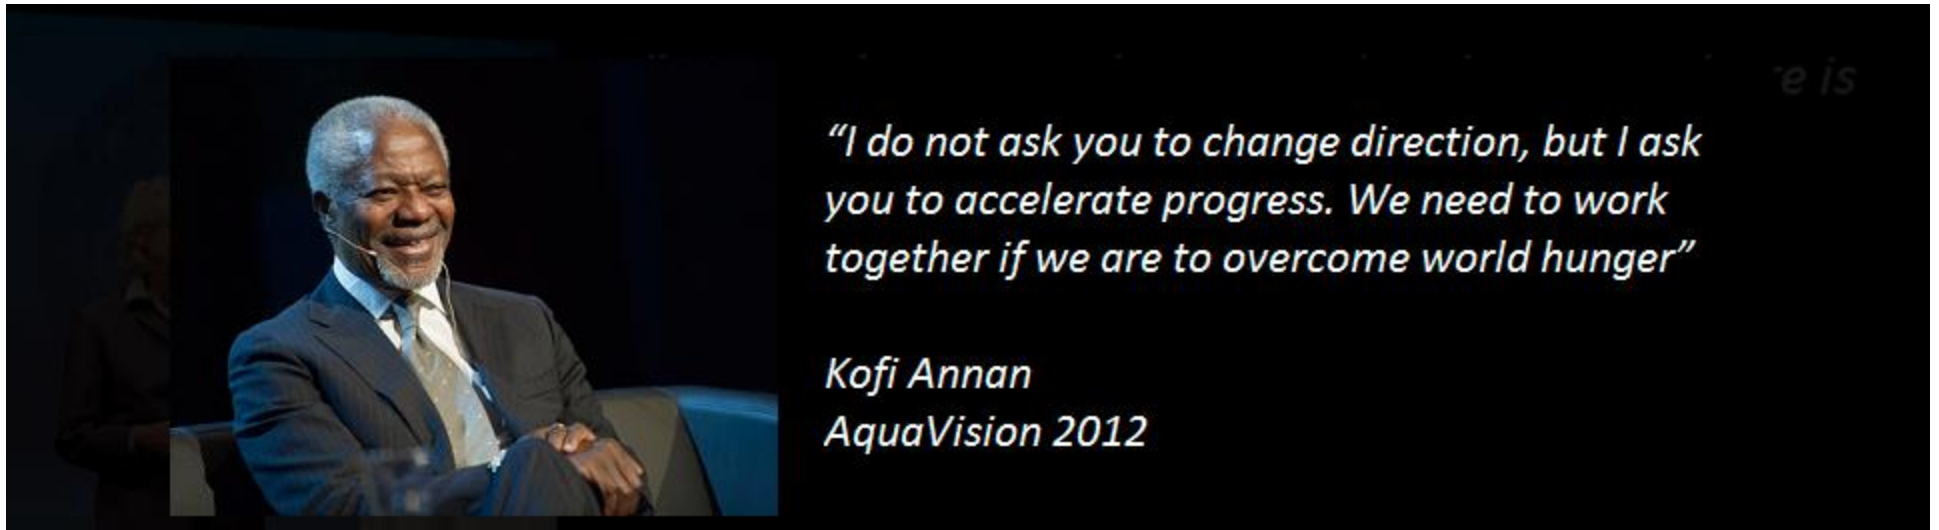 e is
“I do not ask you to change direction, but I ask
you to accelerate progress. We need to work
together if we are to overcome world hunger”
Kofi Annan
AquaVision 2012